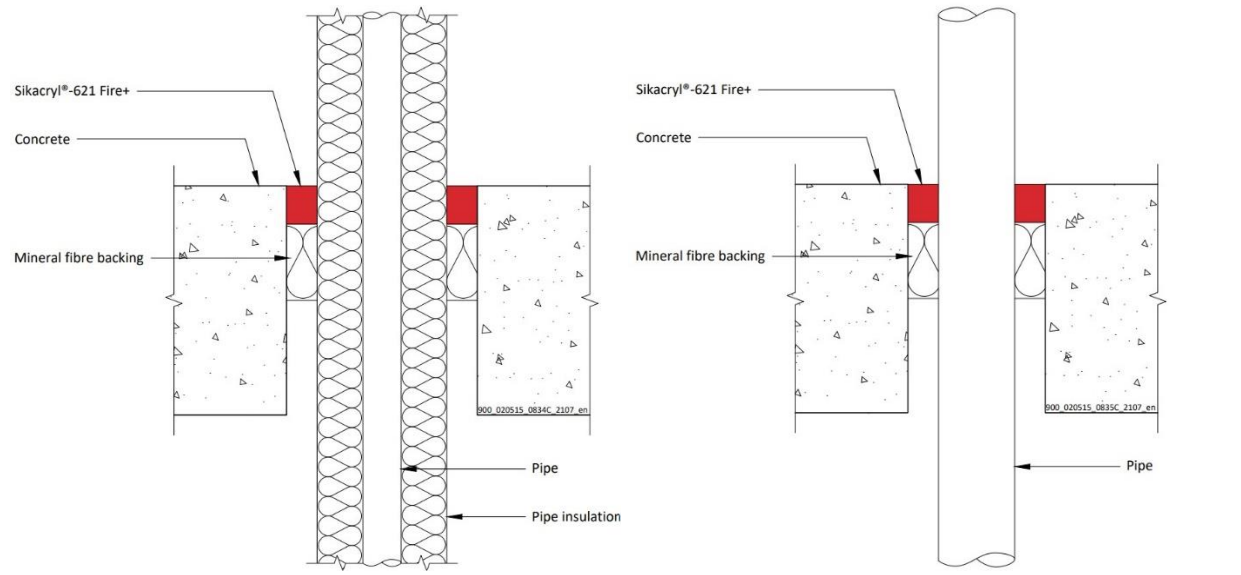 Sikacryl®-621 Fire+
Concrete
Mineral fibre backing
900_020515_0834C_2107_en
Pipe
Pipe insulation
Sikacryl®-621 Fire+
Concrete
Mineral fibre backing
900_020515_0835C_2107_en
Pipe